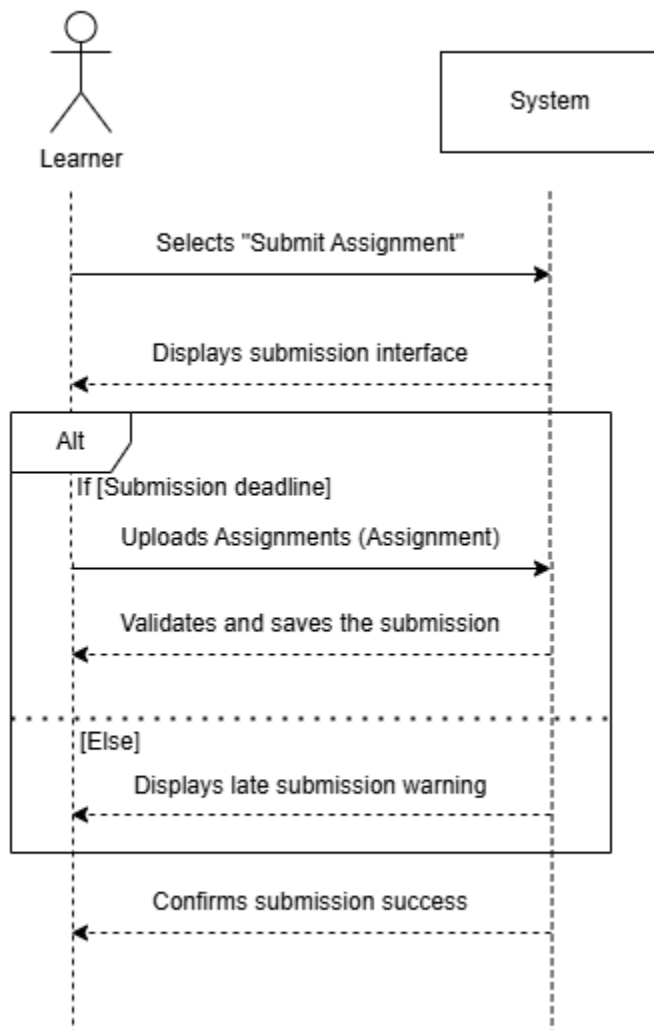 Learner
System
Selects "Submit Assignment"
Displays submission interface
Alt
If [Submission deadline]
Uploads Assignments (Assignment)
Validates and saves the submission
[Else]
Displays late submission warning
Confirms submission success